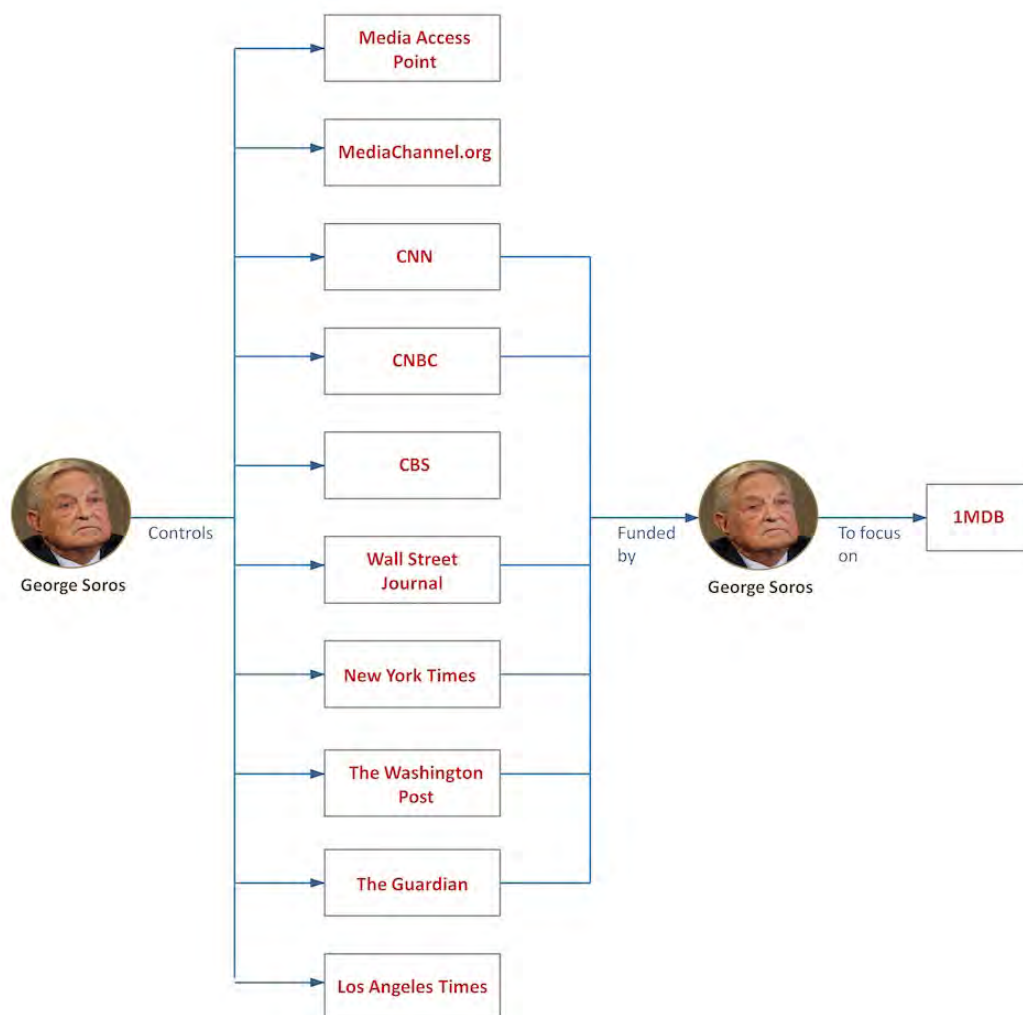 Media Access
Point
MediaChannel.org
CNN
CNBC
CBS
Controls
George Soros
Wall Street
Journal
New York Times
The Washington
Post
The Guardian
Los Angeles Times
Funded
by
George Soros
To focus
on
1MDB